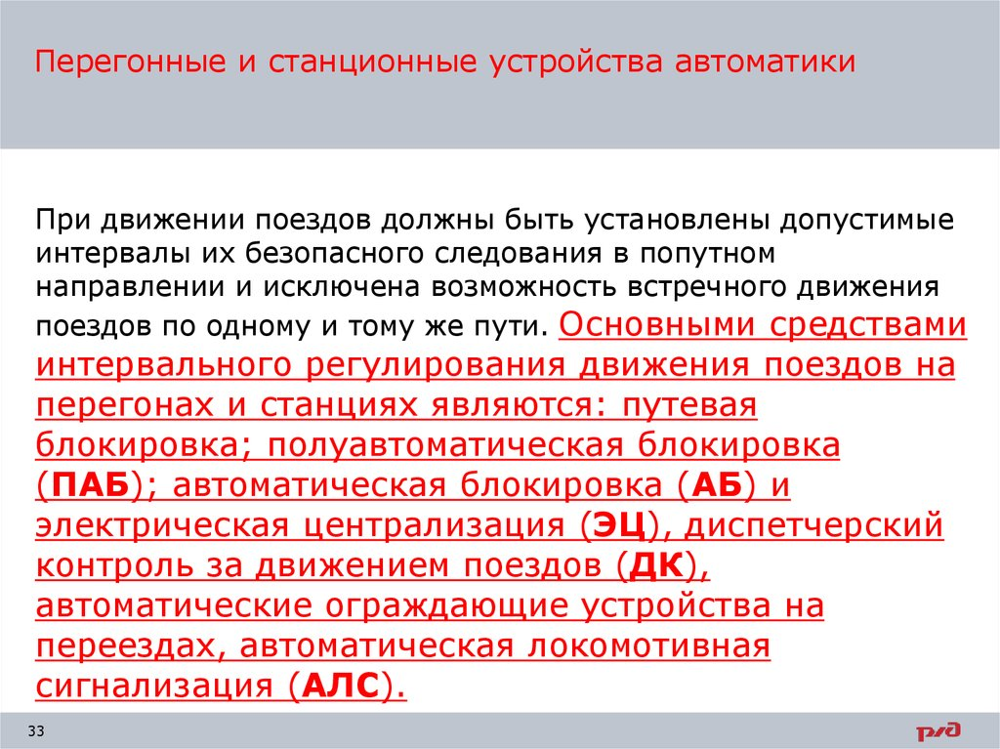 Перегонные и станционные устройства автоматики
При движении поездов должны быть установлены допустимые
интервалы их безопасного следования в попутном
направлении и исключена возможность встречного движения
поездов по одному и тому же пути. Основными средствами
интервального регулирования движения поездов на
перегонах и станциях являются: путевая
блокировка; полуавтоматическая блокировка
(ПАБ); автоматическая блокировка (АБ) и
электрическая централизация (ЭЦ), диспетчерский
контроль за движением поездов (ДК),
автоматические ограждающие устройства на
переездах, автоматическая локомотивная
сигнализация (АЛС).
33
ржд